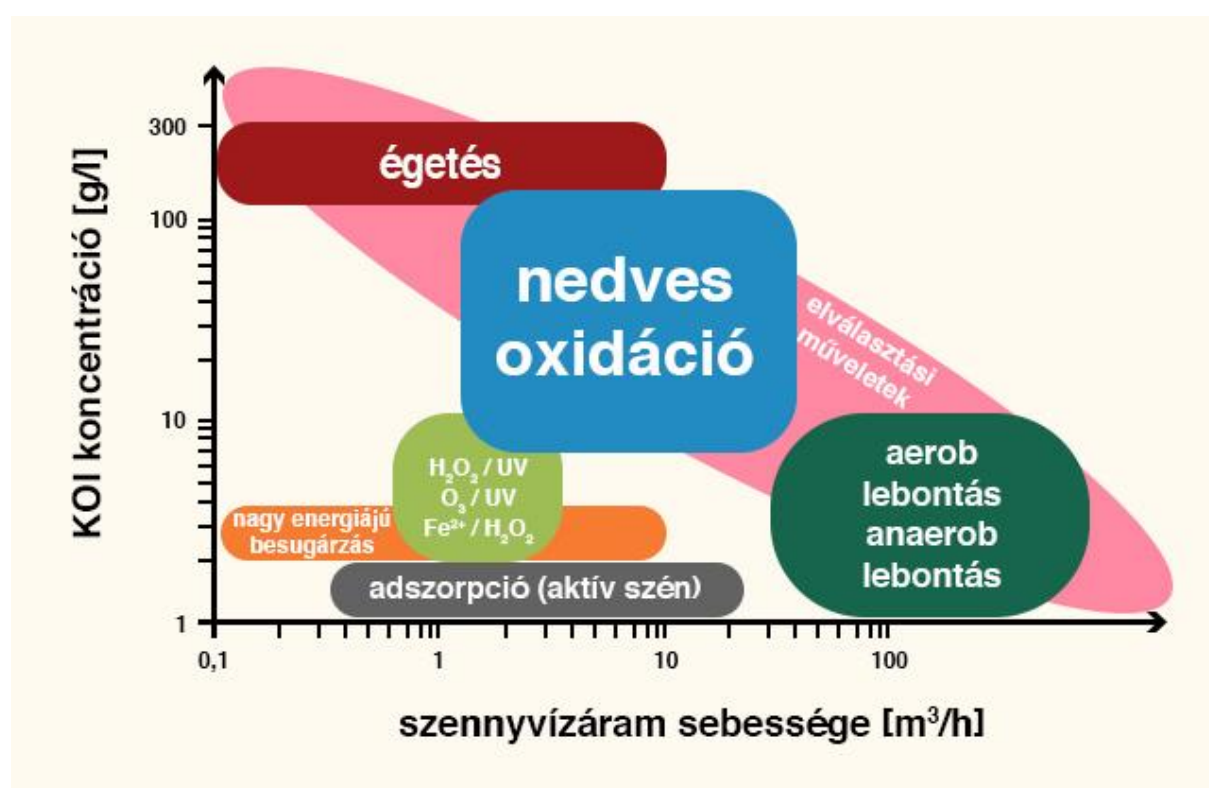 KOI koncentráció [g/l]
300
100
10
1
égetés
nedves
oxidáció
elválasztási
műveletek
H₂O₂ / UV
O₃ / UV
Fe²⁺ / H₂O₂
nagy energiájú
besugárzás
adszorpció (aktív szén)
aerob
lebontás
anaerob
lebontás
0,1
1
10
100
szennyvízáram sebessége [m³/h]